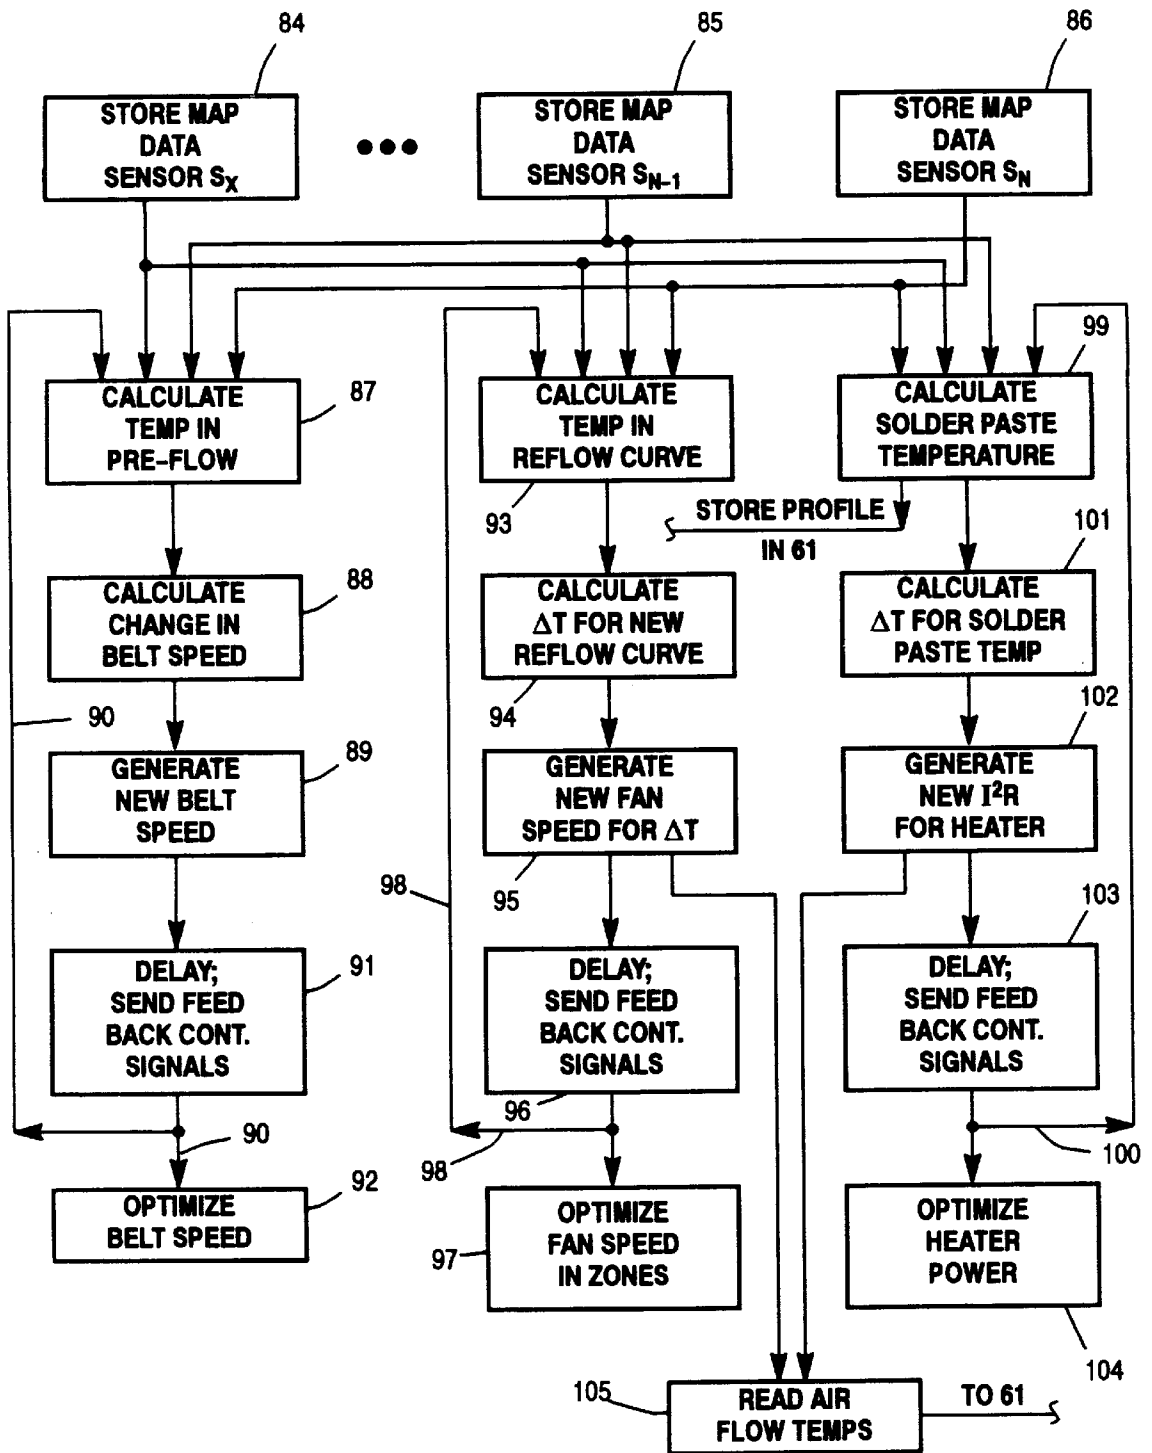 84
85
86
STORE MAP
DATA
SENSOR SX
STORE MAP
DATA
SENSOR SN-1
STORE MAP
DATA
SENSOR SN
99
CALCULATE
TEMP IN
PRE-FLOW
87
CALCULATE
TEMP IN
REFLOW CURVE
93
CALCULATE
SOLDER PASTE
TEMPERATURE
STORE PROFILE
IN 61
101
CALCULATE
CHANGE IN
BELT SPEED
88
CALCULATE
ΔT FOR NEW
REFLOW CURVE
94
CALCULATE
ΔT FOR SOLDER
PASTE TEMP
102
90
GENERATE
NEW BELT
SPEED
89
GENERATE
NEW FAN
SPEED FOR ΔT
95
GENERATE
NEW I²R
FOR HEATER
98
103
DELAY;
SEND FEED
BACK CONT.
SIGNALS
91
DELAY;
SEND FEED
BACK CONT.
SIGNALS
96
DELAY;
SEND FEED
BACK CONT.
SIGNALS
90
98
100
OPTIMIZE
BELT SPEED
92
OPTIMIZE
FAN SPEED
IN ZONES
97
OPTIMIZE
HEATER
POWER
104
105
READ AIR
FLOW TEMPS
TO 61